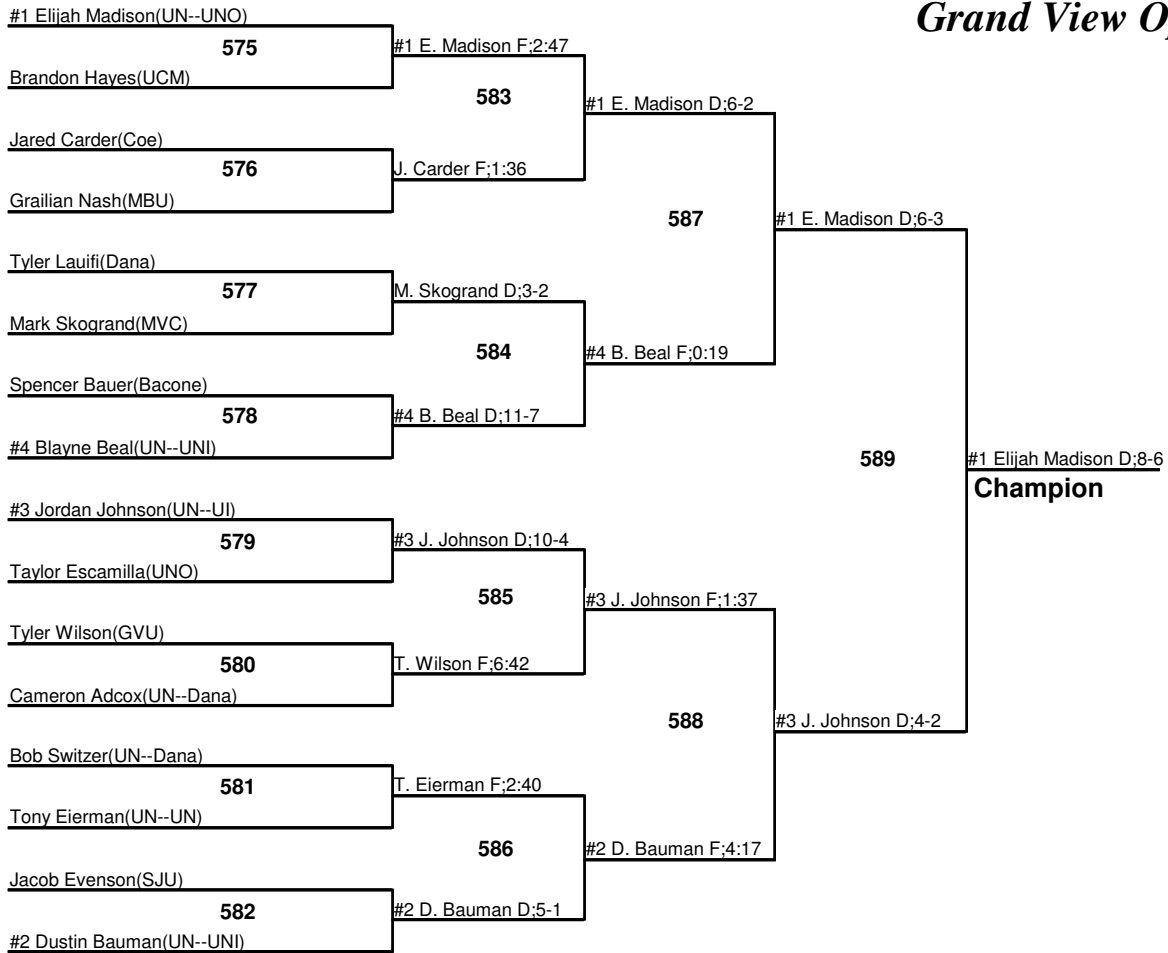 #1 Elijah Madison(UN--UNO)
Grand View
575
#1 E. Madison F;2:47
Brandon Hayes(UCM)
583
#1 E. Madison D;6-2
Jared Carder(Coe)
576
J. Carder F;1:36
Grailian Nash(MBU)
587
#1 E. Madison D;6-3
Tyler Lauifi(Dana)
577
M. Skogrand D;3-2
Mark Skogrand(MVC)
584
#4 B. Beal F;0:19
Spencer Bauer(Bacone)
578
#4 B. Beal D;11-7
#4 Blayne Beal(UN--UNI)
589
#1 Elijah Madison D;8-6
Champion
#3 Jordan Johnson(UN--UI)
579
#3 J. Johnson D;10-4
Taylor Escamilla(UNO)
585
#3 J. Johnson F;1:37
Tyler Wilson(GVU)
580
T. Wilson F;6:42
Cameron Adcox(UN--Dana)
588
#3 J. Johnson D;4-2
Bob Switzer(UN--Dana)
581
T. Eierman F;2:40
Tony Eierman(UN--UN)
586
#2 D. Bauman F;4:17
Jacob Evenson(SJU)
582
#2 D. Bauman D;5-1
#2 Dustin Bauman(UN--UNI)